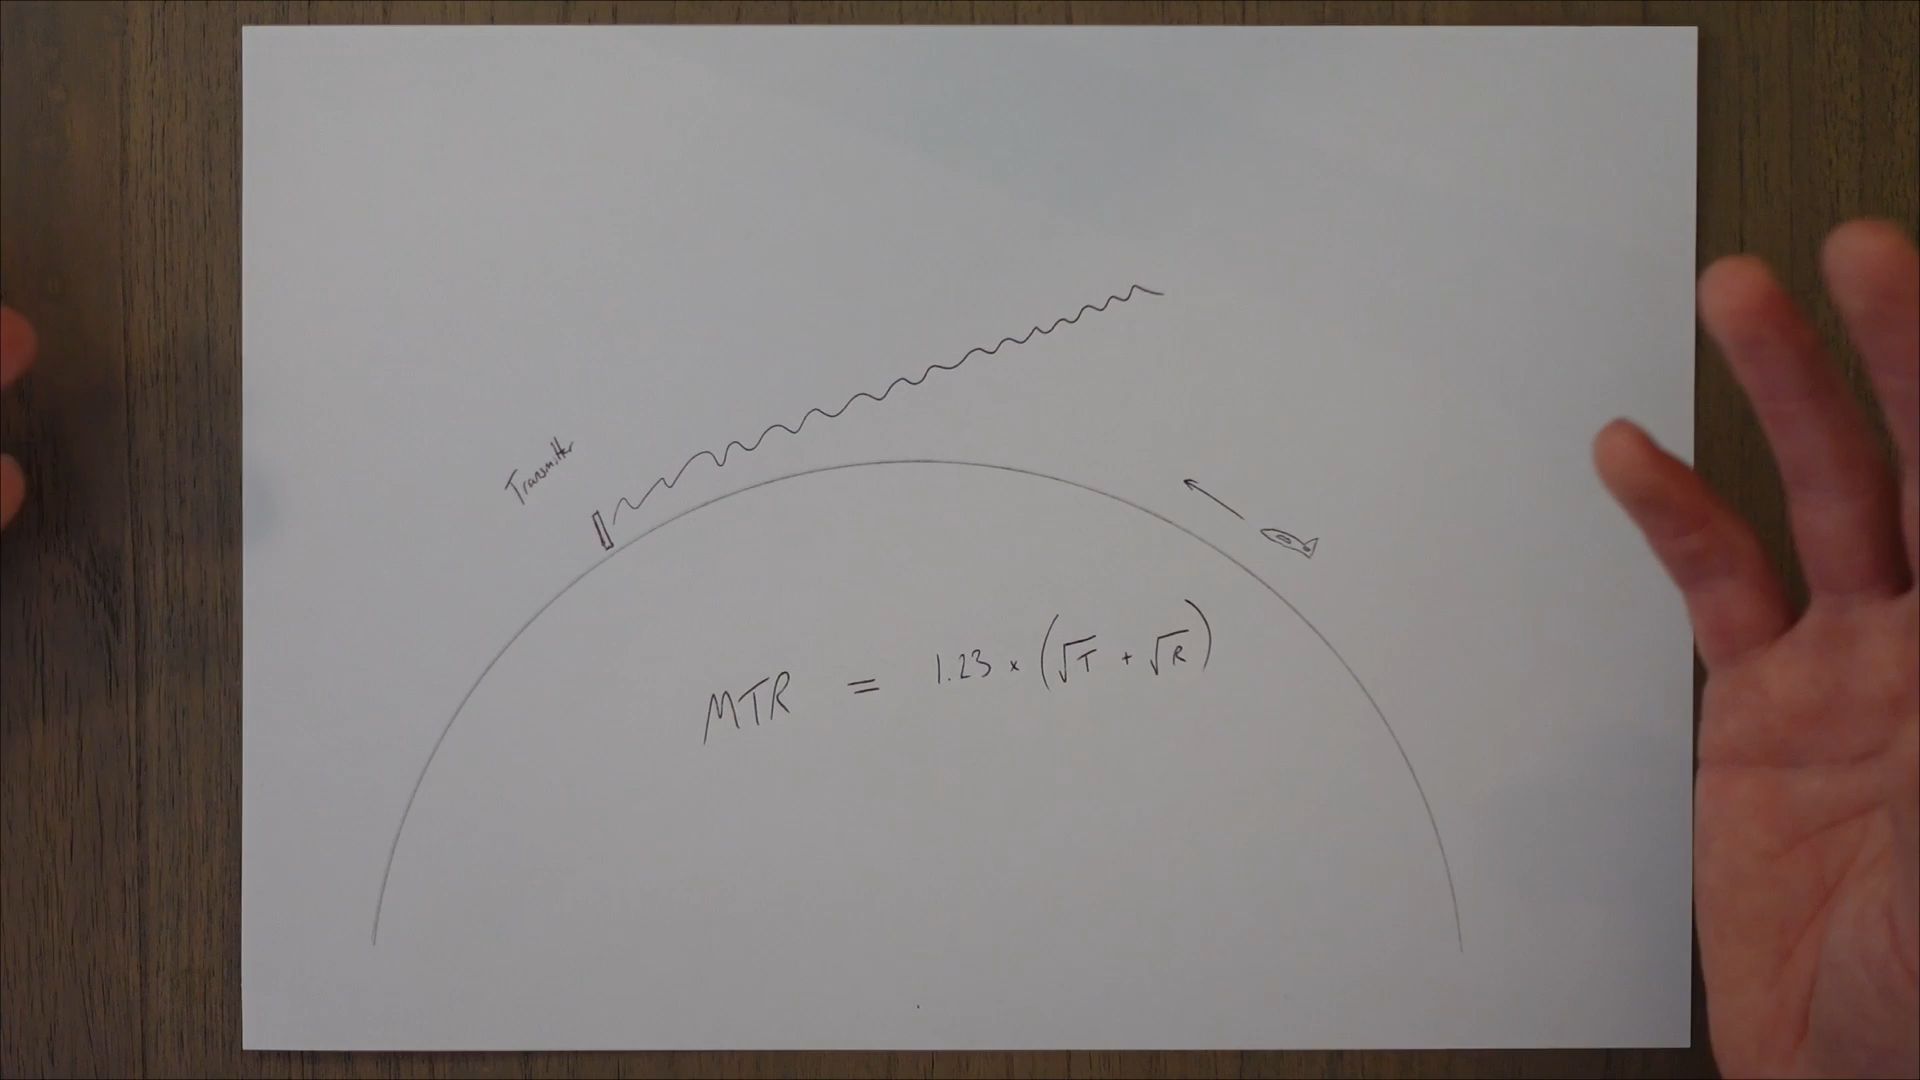 Transmitter
MTR = 1.23 × (√T + √R)